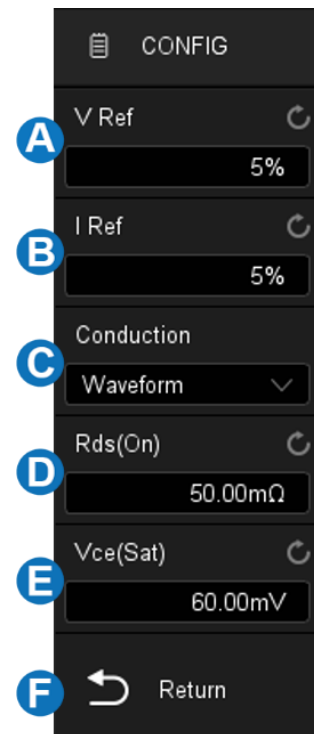 CONFIG
A
V Ref
5%
B
I Ref
5%
C
Conduction
Waveform
D
Rds(On)
50.00mΩ
E
Vce(Sat)
60.00mV
F
Return